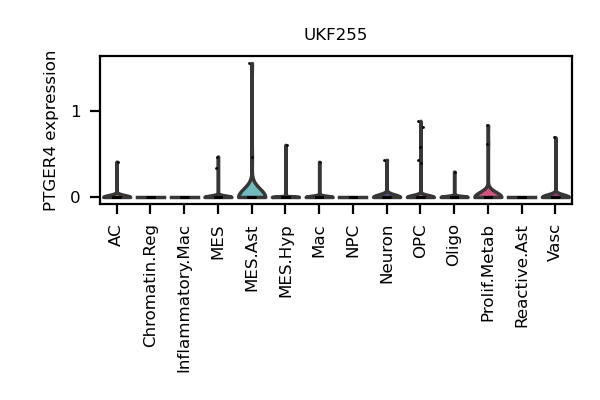 UKF255
PTGER4 expression
1
0
AC
Chromatin.Reg
Inflammatory.Mac
MES
MES.Ast
MES.Hyp
Mac
NPC
Neuron
OPC
Oligo
Prolif.Metab
Reactive.Ast
Vasc